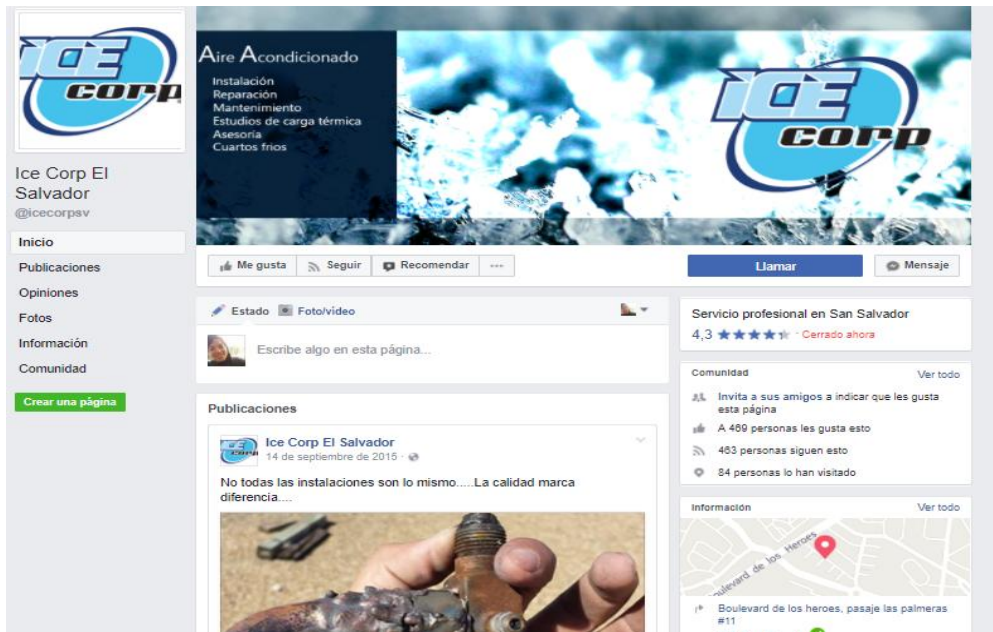 ICE
corp
Ice Corp El
Salvador
@icecorpsv
Inicio
Publicaciones
Opiniones
Fotos
Información
Comunidad
Crear una página
Aire Acondicionado
Instalación
Reparación
Mantenimiento
Estudios de carga térmica
Asesoría
Cuartos frios
ICE
corp
Me gusta
Seguir
Recomendar
Llamar
Mensaje
Estado
Foto/vídeo
Escribe algo en esta página...
Publicaciones
ICE
corp
Ice Corp El Salvador
14 de septiembre de 2015 ·
No todas las instalaciones son lo mismo.....La calidad marca
diferencia....
Servicio profesional en San Salvador
4,3 ★★★★★ · Cerrado ahora
Comunidad
Ver todo
Invita a sus amigos a indicar que les gusta
esta página
A 469 personas les gusta esto
463 personas siguen esto
84 personas lo han visitado
Información
Ver todo
Boulevard de los Heroes
Boulevard de los heroes, pasaje las palmeras
#11